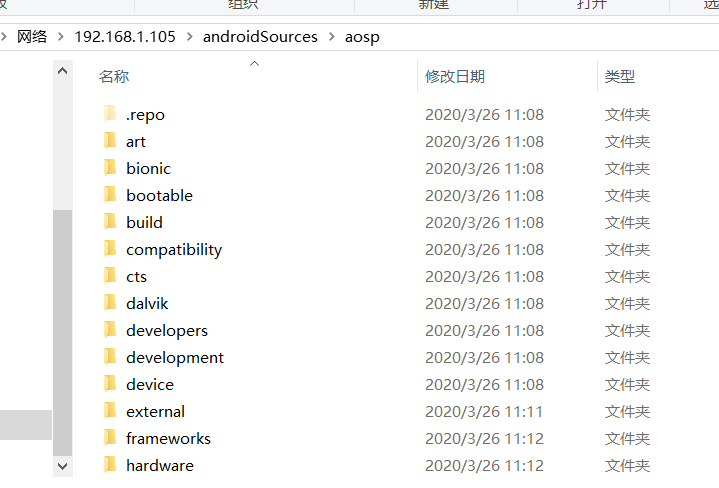 组织 新建 打开 选
网络 192.168.1.105 androidSources aosp
名称 修改日期 类型
.repo 2020/3/26 11:08 文件夹
art 2020/3/26 11:08 文件夹
bionic 2020/3/26 11:08 文件夹
bootable 2020/3/26 11:08 文件夹
build 2020/3/26 11:08 文件夹
compatibility 2020/3/26 11:08 文件夹
cts 2020/3/26 11:08 文件夹
dalvik 2020/3/26 11:08 文件夹
developers 2020/3/26 11:08 文件夹
development 2020/3/26 11:08 文件夹
device 2020/3/26 11:08 文件夹
external 2020/3/26 11:11 文件夹
frameworks 2020/3/26 11:12 文件夹
hardware 2020/3/26 11:12 文件夹